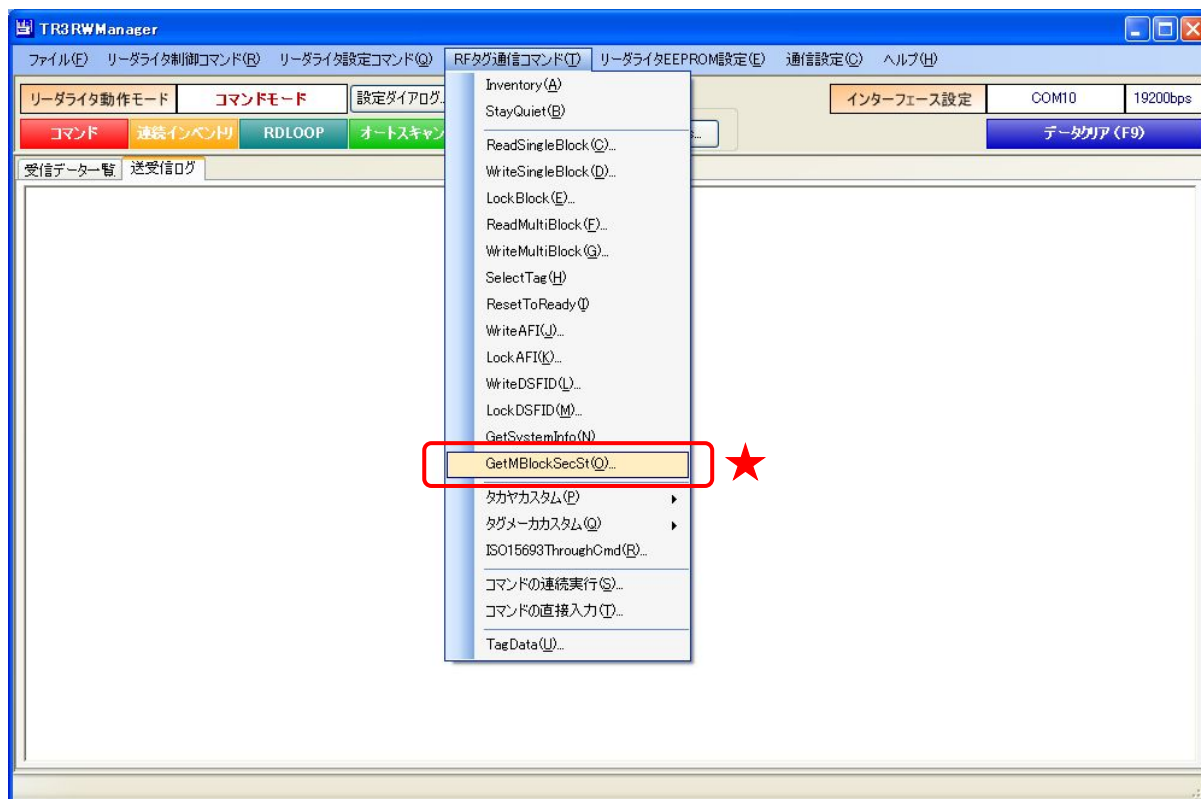 TR3RWManager
ファイル(F) リーダライタ制御コマンド(R) リーダライタ設定コマンド(Q) RFタグ通信コマンド(T) リーダライタEEPROM設定(E) 通信設定(C) ヘルプ(H)
リーダライタ動作モード コマンドモード 設定ダイアログ... インターフェース設定 COM10 19200bps
コマンド 連続インベントリ RDLOOP オートスキャン データクリア(F9)
受信データ一覧 送受信ログ
Inventory(A)
StayQuiet(B)
ReadSingleBlock(C)...
WriteSingleBlock(D)...
LockBlock(E)...
ReadMultiBlock(F)...
WriteMultiBlock(G)...
SelectTag(H)
ResetToReady(I)
WriteAFI(J)...
LockAFI(K)...
WriteDSFID(L)...
LockDSFID(M)...
GetSystemInfo(N)
GetMBlockSecSt(O)... ★
タカヤカスタム(P)
タグメーカカスタム(Q)
ISO15693ThroughCmd(R)...
コマンドの連続実行(S)...
コマンドの直接入力(T)...
TagData(U)...